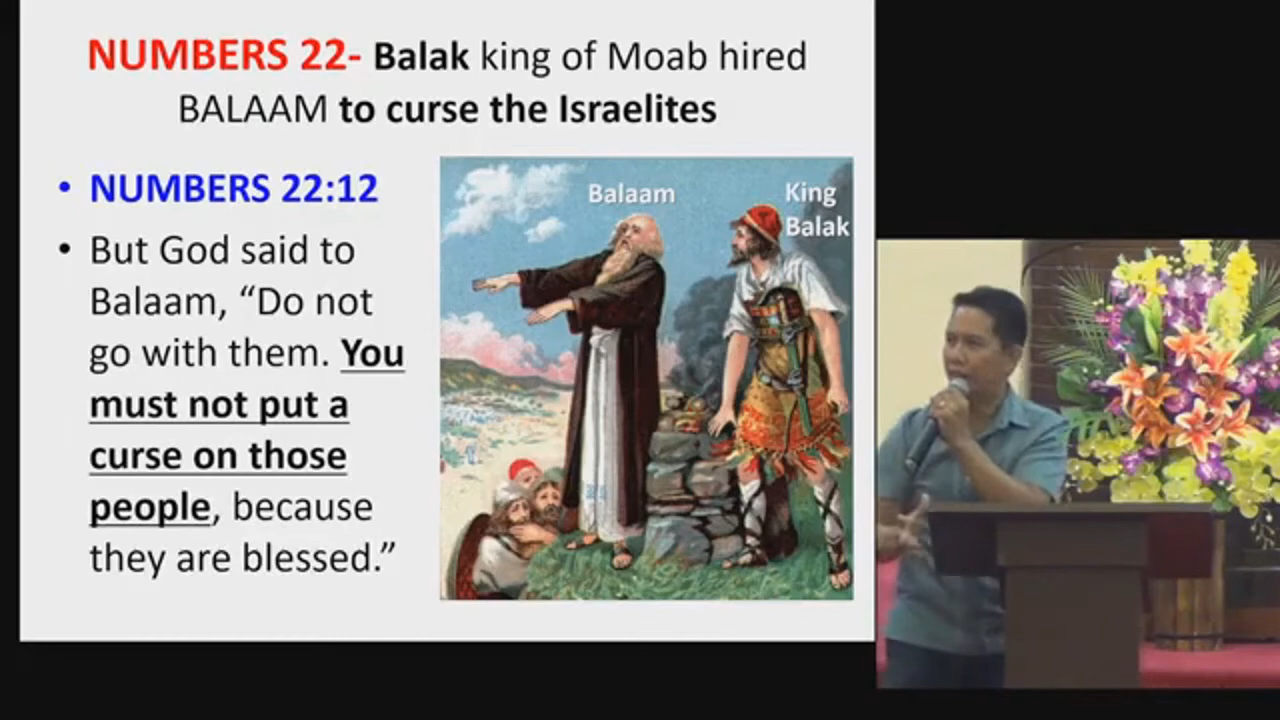 NUMBERS 22- Balak king of Moab hired
BALAAM to curse the Israelites
• NUMBERS 22:12
• But God said to
Balaam, “Do not
go with them. You
must not put a
curse on those
people, because
they are blessed.”
Balaam
King
Balak